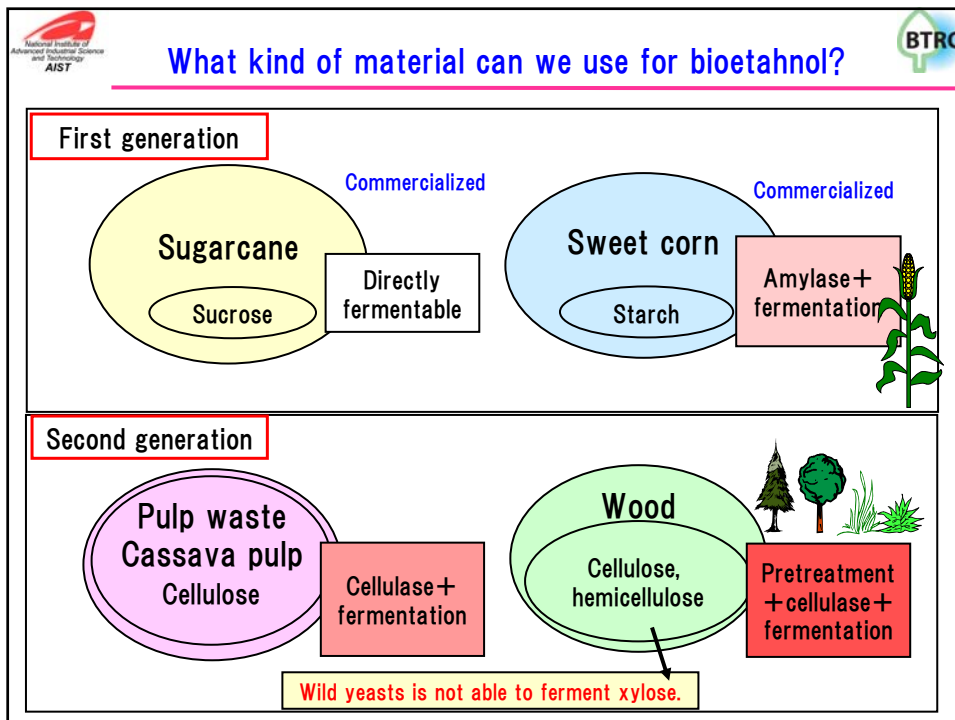 National Institute of
Advanced Industrial Science
and Technology
AIST
What kind of material can we use for bioetahnol?
BTRC
First generation
Commercialized
Sugarcane
Sucrose
Directly
fermentable
Commercialized
Sweet corn
Starch
Amylase+
fermentation
Second generation
Pulp waste
Cassava pulp
Cellulose
Cellulase+
fermentation
Wood
Cellulose,
hemicellulose
Pretreatment
+cellulase+
fermentation
Wild yeasts is not able to ferment xylose.